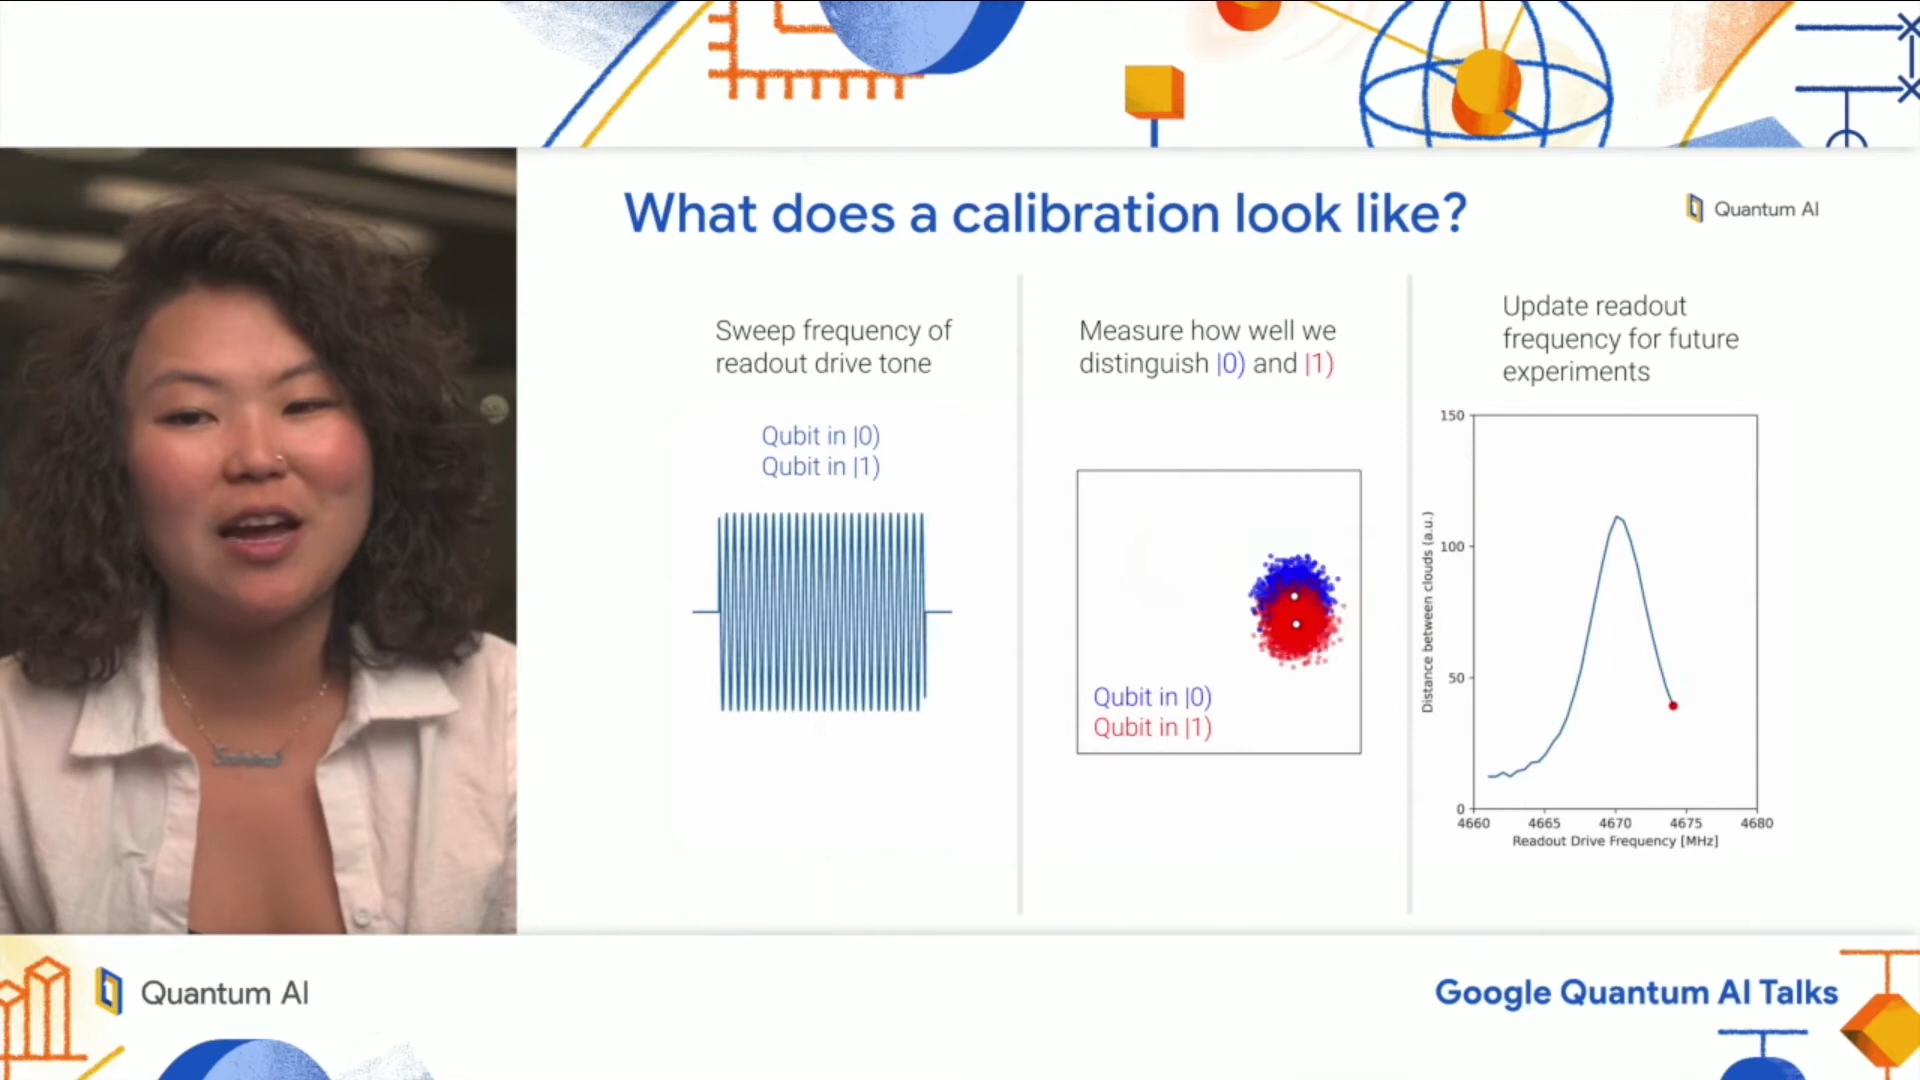 What does a calibration look like?
Quantum AI
Sweep frequency of
readout drive tone
Qubit in |0⟩
Qubit in |1⟩
Measure how well we
distinguish |0⟩ and |1⟩
Qubit in |0⟩
Qubit in |1⟩
Update readout
frequency for future
experiments
150
100
50
0
Distance between clouds (a.u.)
4660 4665 4670 4675 4680
Readout Drive Frequency [MHz]
Quantum AI
Google Quantum AI Talks